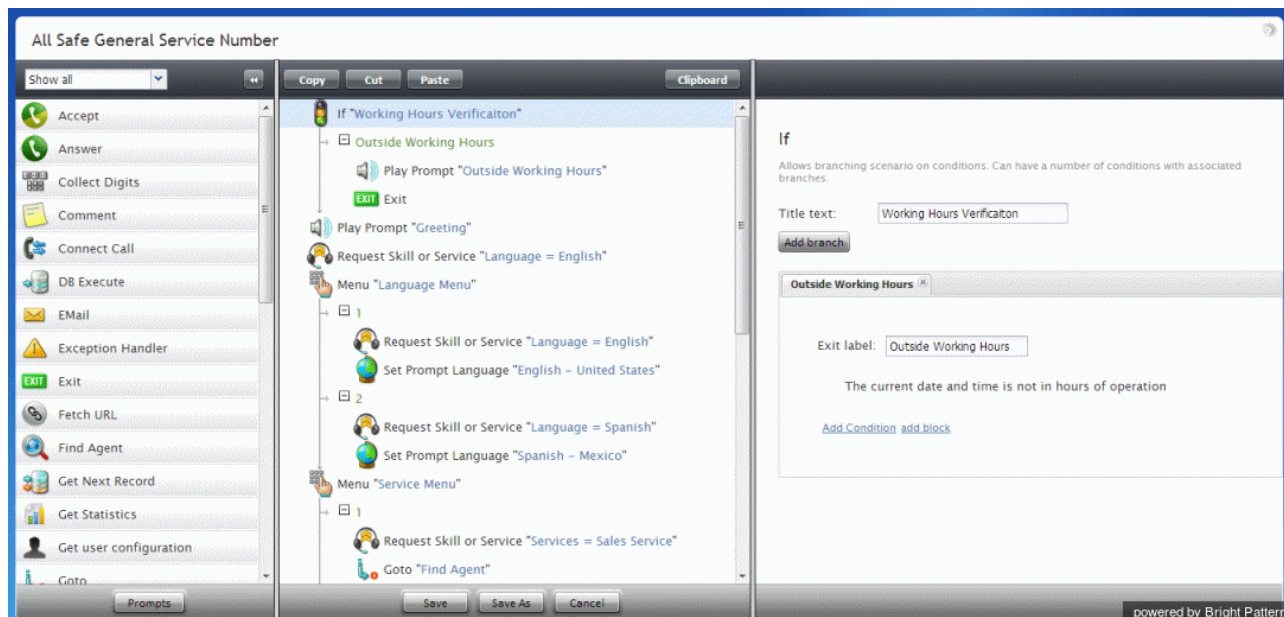 All Safe General Service Number
Show all
Copy
Cut
Paste
Clipboard
Accept
Answer
Collect Digits
Comment
Connect Call
DB Execute
EMail
Exception Handler
EXIT Exit
Fetch URL
Find Agent
Get Next Record
Get Statistics
Get user configuration
Goto
Prompts
If "Working Hours Verificaiton"
Outside Working Hours
Play Prompt "Outside Working Hours"
EXIT Exit
Play Prompt "Greeting"
Request Skill or Service "Language = English"
Menu "Language Menu"
1
Request Skill or Service "Language = English"
Set Prompt Language "English - United States"
2
Request Skill or Service "Language = Spanish"
Set Prompt Language "Spanish - Mexico"
Menu "Service Menu"
1
Request Skill or Service "Services = Sales Service"
Goto "Find Agent"
Save
Save As
Cancel
If
Allows branching scenario on conditions. Can have a number of conditions with associated
branches.
Title text: Working Hours Verificaiton
Add branch
Outside Working Hours
Exit label: Outside Working Hours
The current date and time is not in hours of operation
Add Condition add block
powered by Bright Pattern